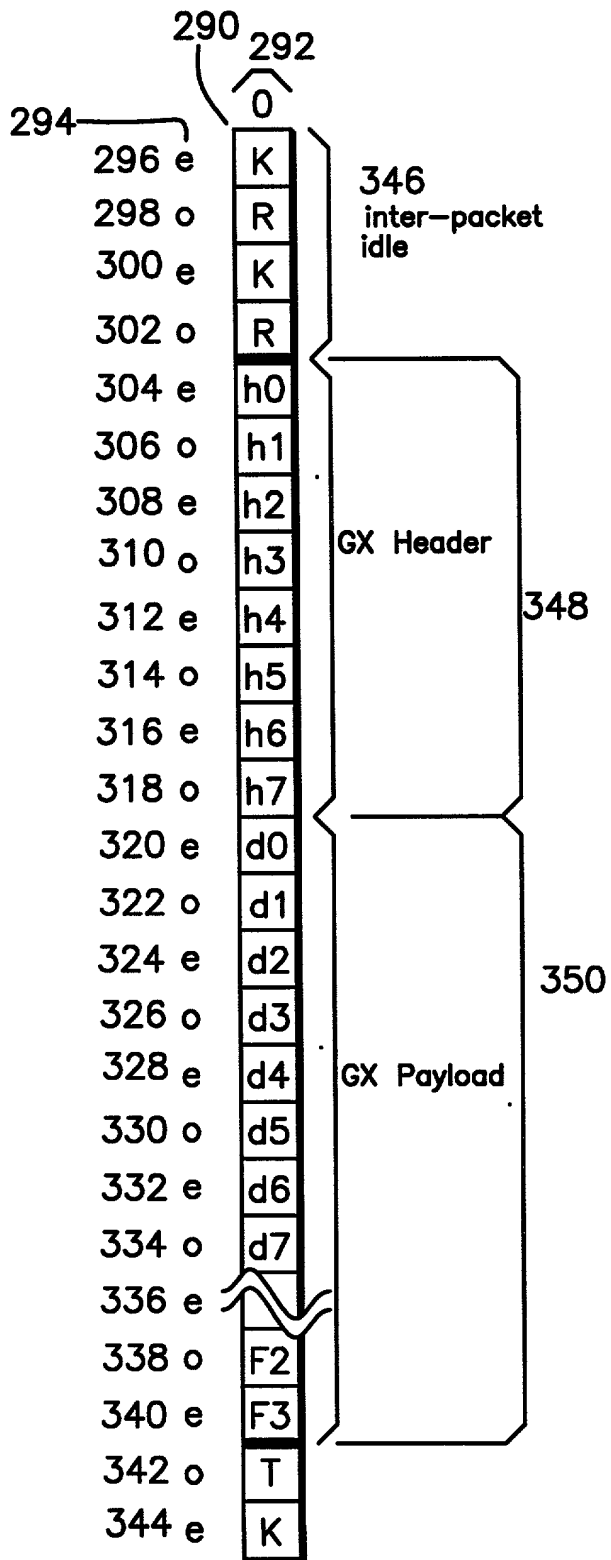 290 292
294 0
296 e K
298 o R
300 e K
302 o R
346
inter-packet
idle
304 e h0
306 o h1
308 e h2
310 o h3
312 e h4
314 o h5
316 e h6
318 o h7
GX Header
348
320 e d0
322 o d1
324 e d2
326 o d3
328 e d4
330 o d5
332 e d6
334 o d7
336 e
338 o F2
340 e F3
GX Payload
350
342 o T
344 e K